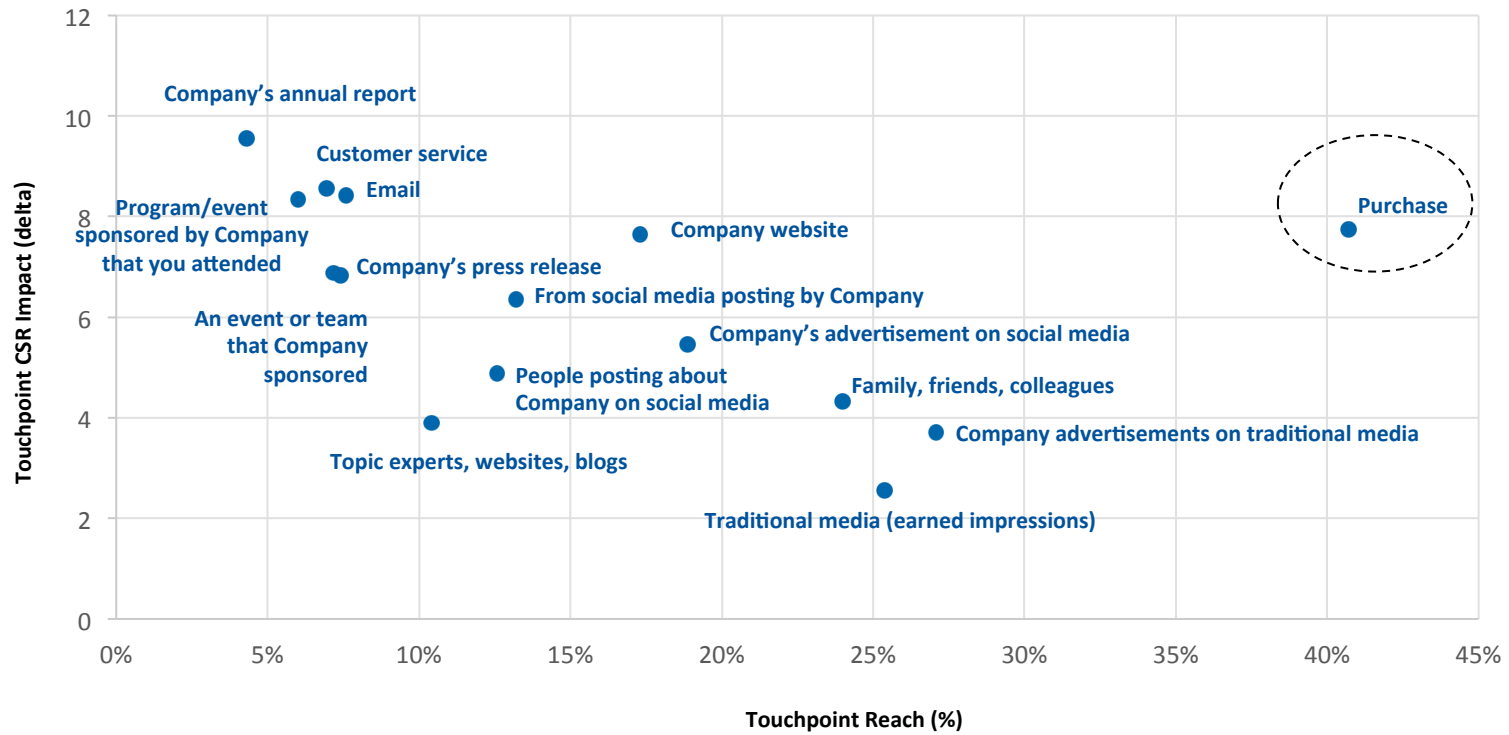 12
10
8
6
4
2
0
Touchpoint CSR Impact (delta)
Company’s annual report
Customer service
Email
Program/event
sponsored by Company
that you attended
Purchase
Company website
Company’s press release
From social media posting by Company
An event or team
that Company
sponsored
Company’s advertisement on social media
People posting about
Company on social media
Family, friends, colleagues
Company advertisements on traditional media
Topic experts, websites, blogs
Traditional media (earned impressions)
0%
5%
10%
15%
20%
25%
30%
35%
40%
45%
Touchpoint Reach (%)